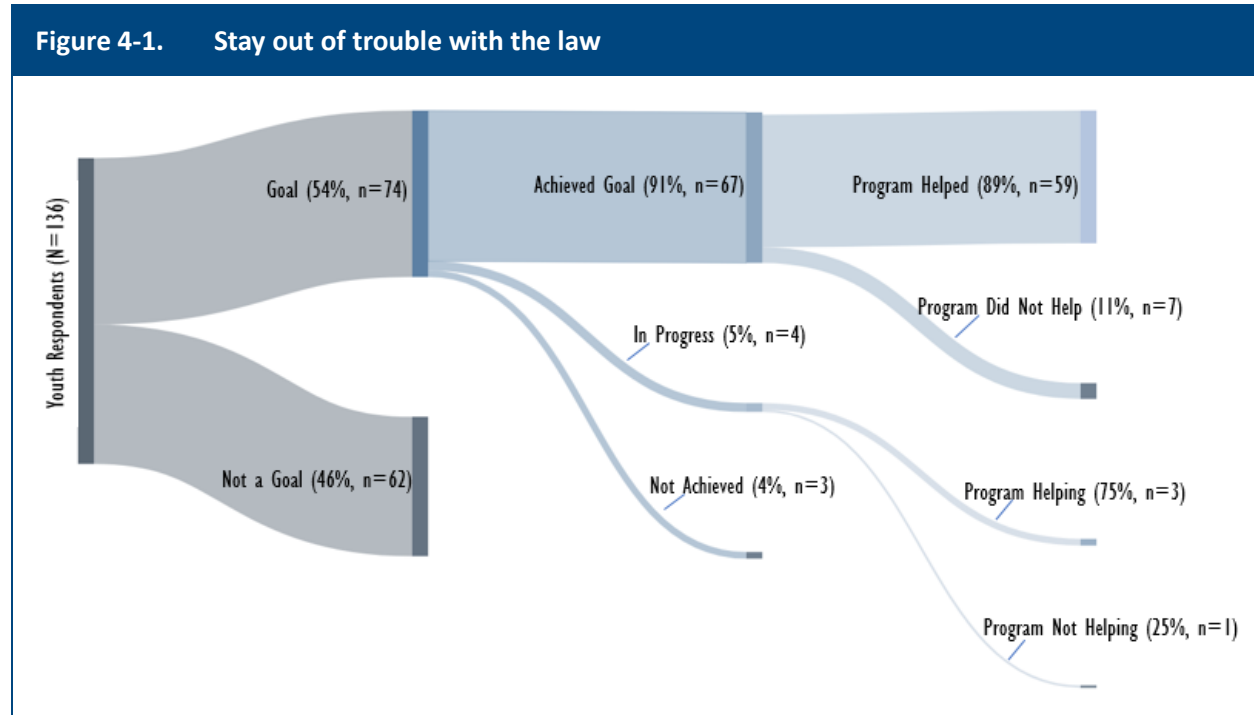 Figure 4-1. Stay out of trouble with the law
Youth Respondents (N=136)
Goal (54%, n=74)
Achieved Goal (91%, n=67)
Program Helped (89%, n=59)
Program Did Not Help (11%, n=7)
In Progress (5%, n=4)
Not a Goal (46%, n=62)
Not Achieved (4%, n=3)
Program Helping (75%, n=3)
Program Not Helping (25%, n=1)